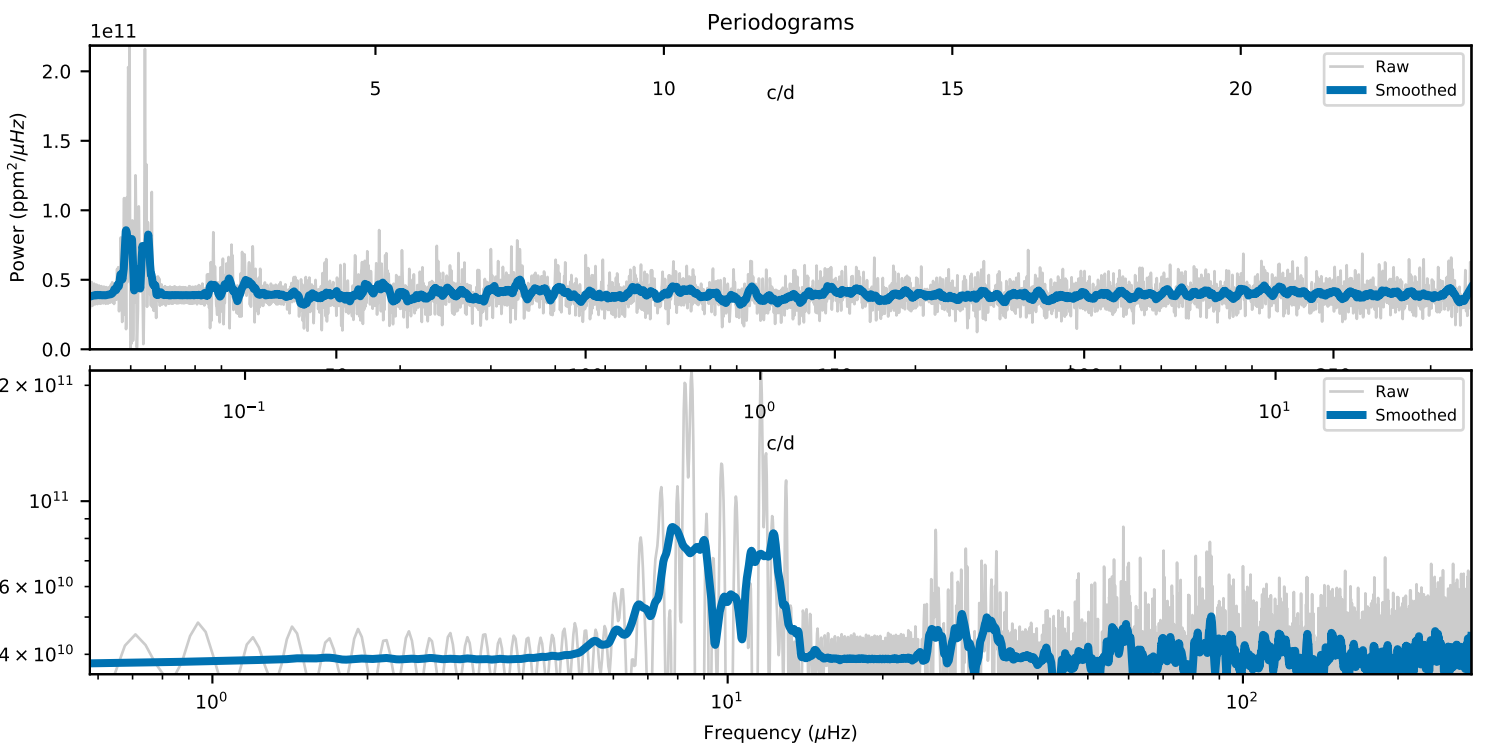 Periodograms
1e11
2.0
1.5
1.0
0.5
0.0
Power (ppm²/μHz)
5 10 15 20
c/d
Raw
Smoothed
2 × 10¹¹
10¹¹
6 × 10¹⁰
4 × 10¹⁰
10⁻¹ 10⁰ 10¹
c/d
Raw
Smoothed
10⁰ 10¹ 10²
Frequency (μHz)